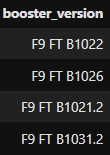 booster_version
F9 FT B1022
F9 FT B1026
F9 FT B1021.2
F9 FT B1031.2